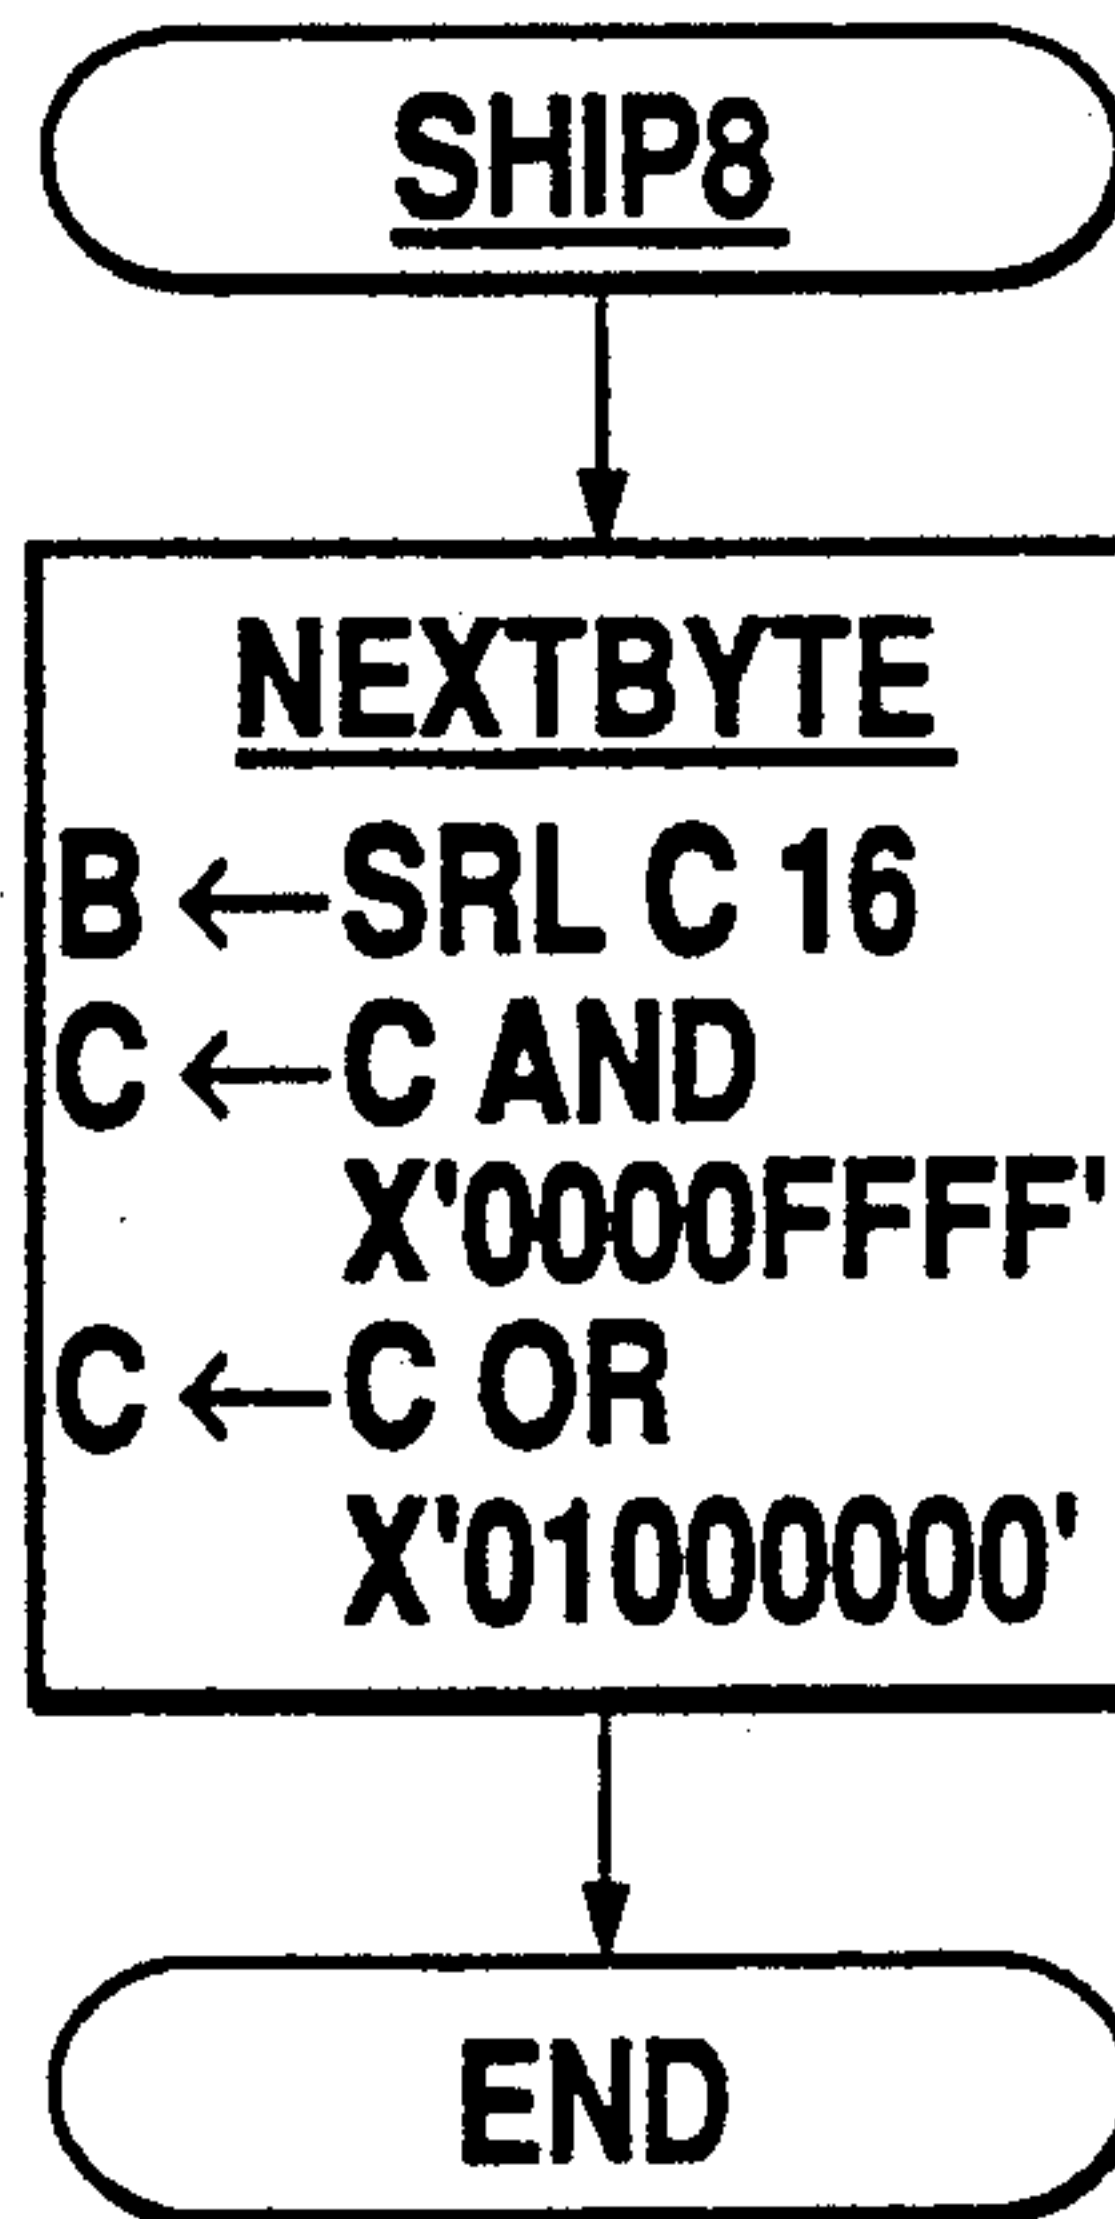 SHIP8
NEXTBYTE
B ← SRL C 16
C ← C AND
X'0000FFFF'
C ← C OR
X'01000000'
END